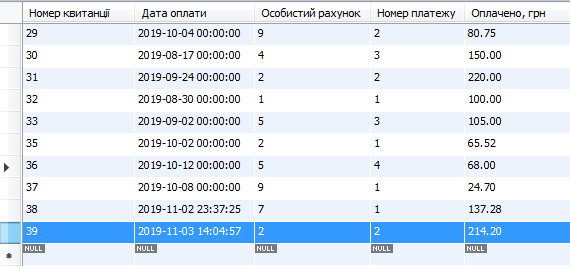 Номер квитанції Дата оплати Особистий рахунок Номер платежу Оплачено, грн
29 2019-10-04 00:00:00 9 2 80.75
30 2019-08-17 00:00:00 4 3 150.00
31 2019-09-24 00:00:00 2 2 220.00
32 2019-08-30 00:00:00 1 1 100.00
33 2019-09-02 00:00:00 5 3 105.00
35 2019-10-02 00:00:00 2 1 65.52
36 2019-10-12 00:00:00 5 4 68.00
37 2019-10-08 00:00:00 9 1 24.70
38 2019-11-02 23:37:25 7 1 137.28
39 2019-11-03 14:04:57 2 2 214.20
NULL NULL NULL NULL NULL